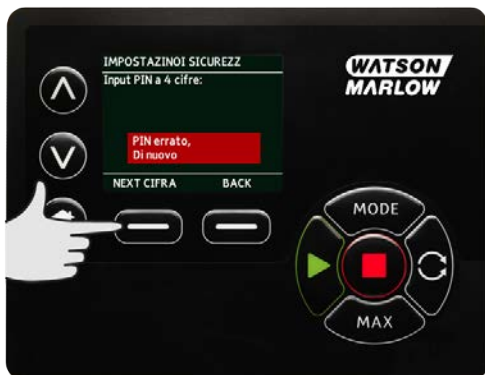 IMPOSTAZINOI SICUREZZ
Input PIN a 4 cifre:
PIN errato,
Di nuovo
NEXT CIFRA BACK
WATSON
MARLOW
MODE
MAX